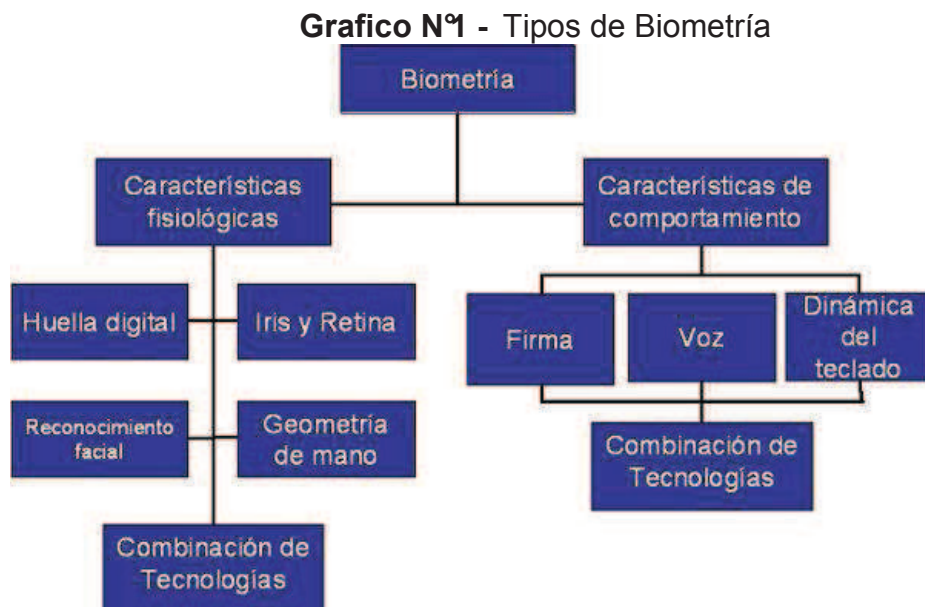 Grafico N°1 - Tipos de Biometría
Biometría
Características
fisiológicas
Características de
comportamiento
Huella digital
Iris y Retina
Firma
Voz
Dinámica
del
teclado
Reconocimiento
facial
Geometría
de mano
Combinación de
Tecnologías
Combinación de
Tecnologías